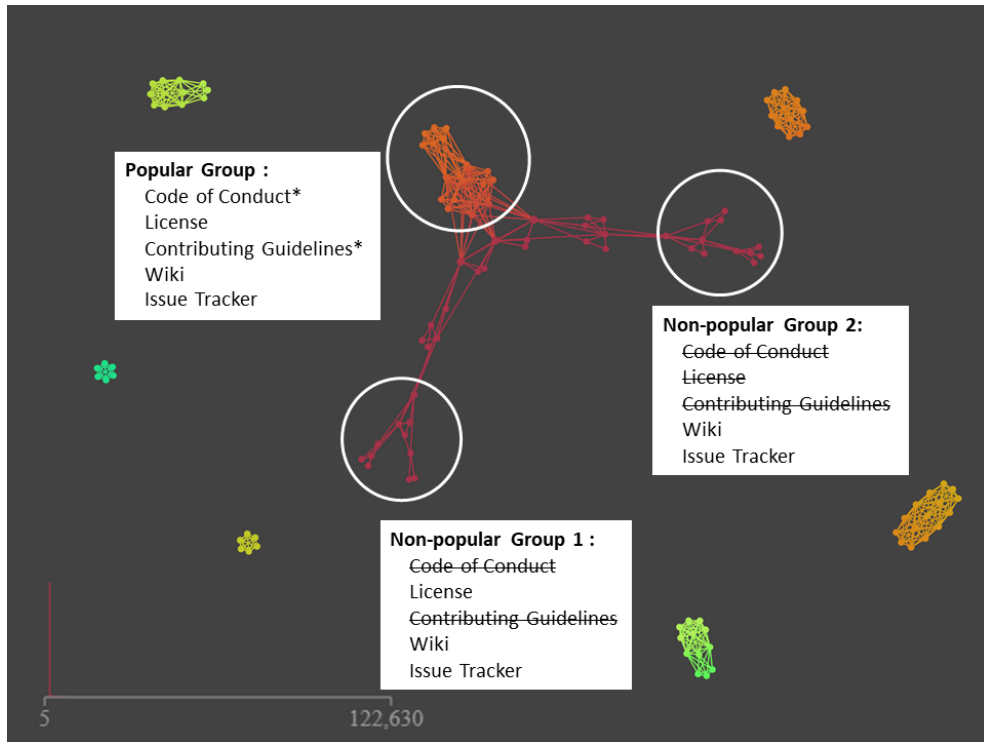 Popular Group :
Code of Conduct*
License
Contributing Guidelines*
Wiki
Issue Tracker
Non-popular Group 2:
Code of Conduct
License
Contributing Guidelines
Wiki
Issue Tracker
Non-popular Group 1 :
Code of Conduct
License
Contributing Guidelines
Wiki
Issue Tracker
5
122,630